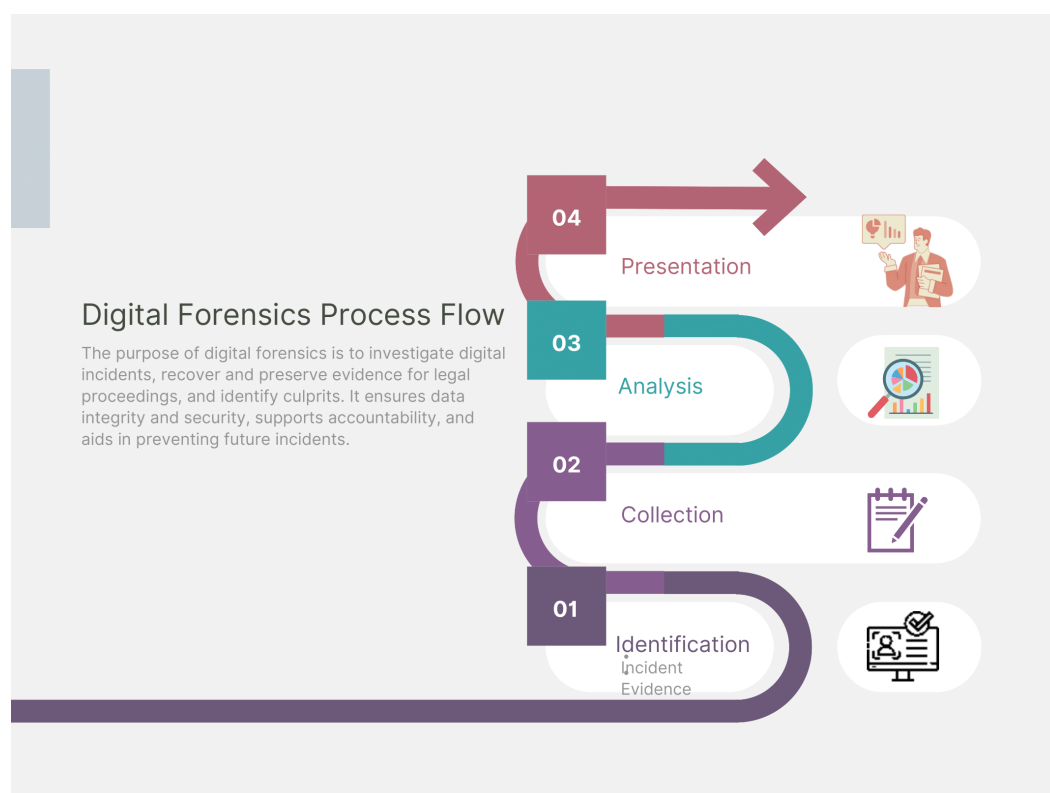 Digital Forensics Process Flow
The purpose of digital forensics is to investigate digital
incidents, recover and preserve evidence for legal
proceedings, and identify culprits. It ensures data
integrity and security, supports accountability, and
aids in preventing future incidents.
04
Presentation
03
Analysis
02
Collection
01
Identification
Incident
Evidence